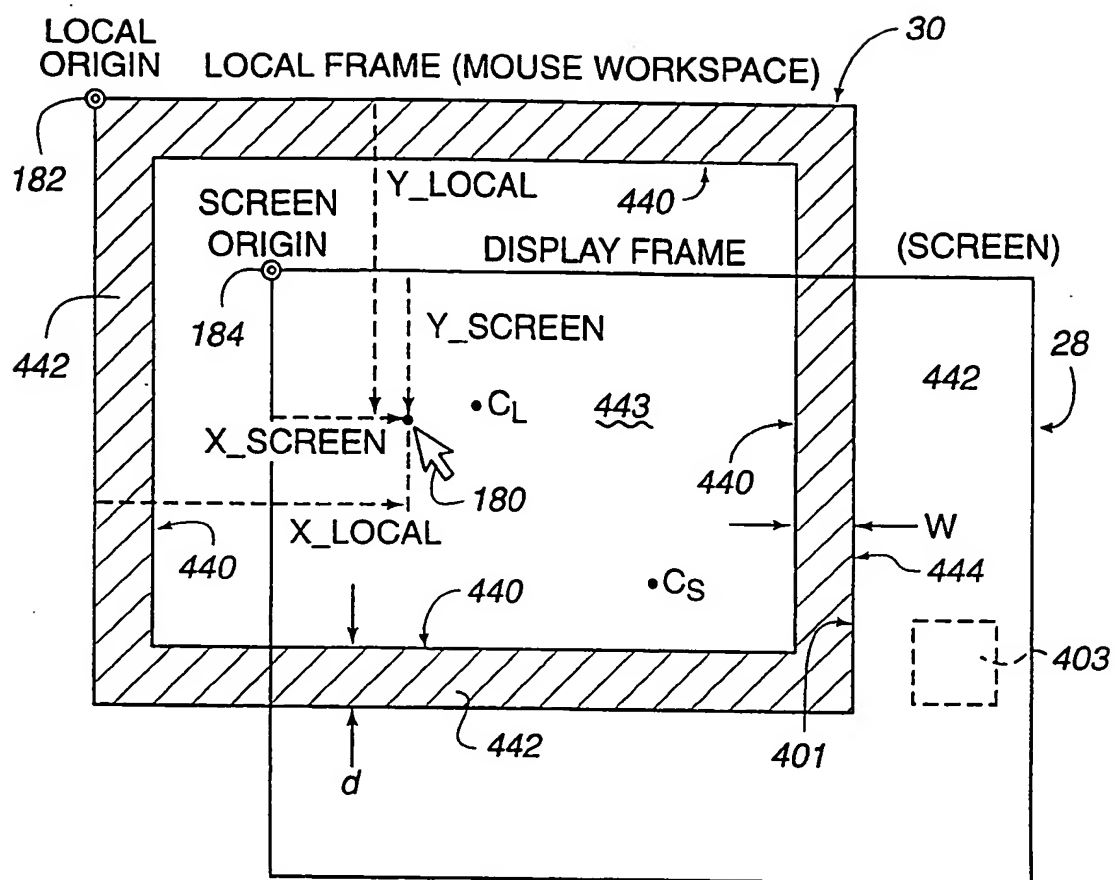 LOCAL
ORIGIN
LOCAL FRAME (MOUSE WORKSPACE)
30
182
Y_LOCAL
440
SCREEN
ORIGIN
DISPLAY FRAME
(SCREEN)
184
Y_SCREEN
442
28
442
C_L
443
X_SCREEN
440
180
X_LOCAL
W
440
444
440
C_S
403
442
401
d